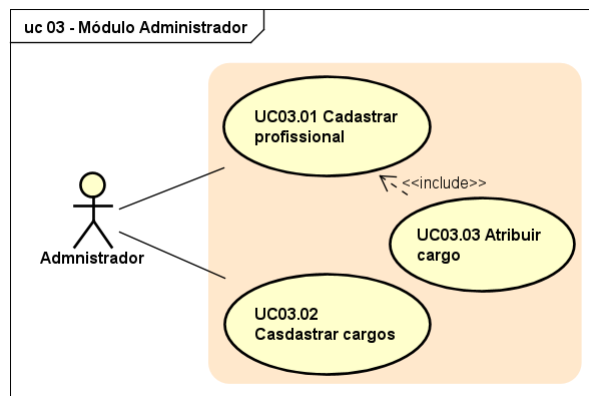 uc 03 - Módulo Administrador
UC03.01 Cadastrar
profissional
<<include>>
UC03.03 Atribuir
cargo
Admnistrador
UC03.02
Casdastrar cargos